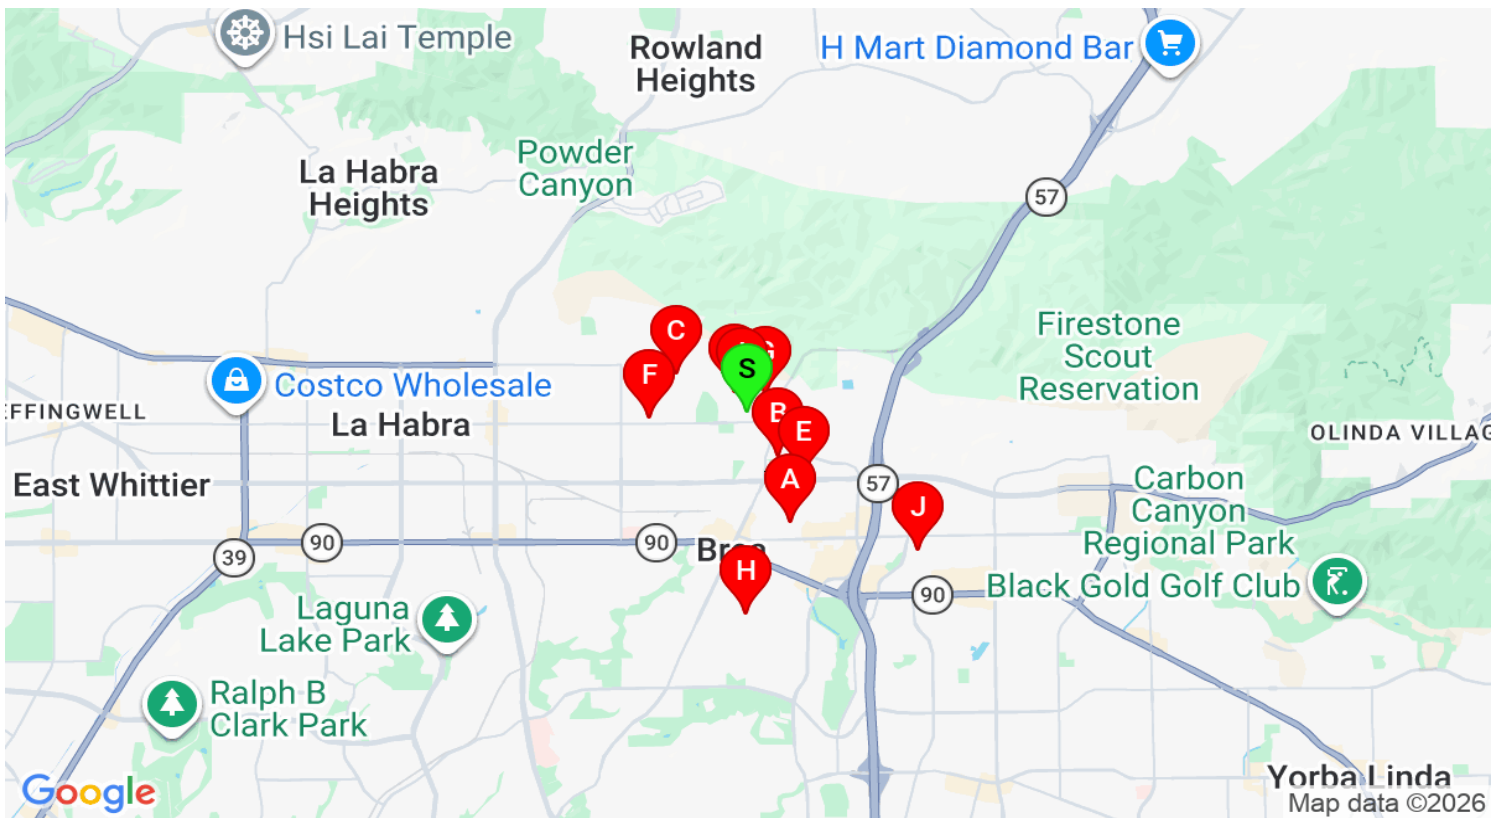 Hsi Lai Temple
Rowland
Heights
H Mart Diamond Bar
Powder
Canyon
La Habra
Heights
57
Firestone
Scout
Reservation
C
G
S
F
Costco Wholesale
EFFINGWELL
La Habra
B
E
OLINDA VILLAG
East Whittier
A
57
Carbon
Canyon
Regional Park
J
39
90
90
Brea
H
90
Black Gold Golf Club
Laguna
Lake Park
Ralph B
Clark Park
Yorba Linda
Google
Map data ©2026